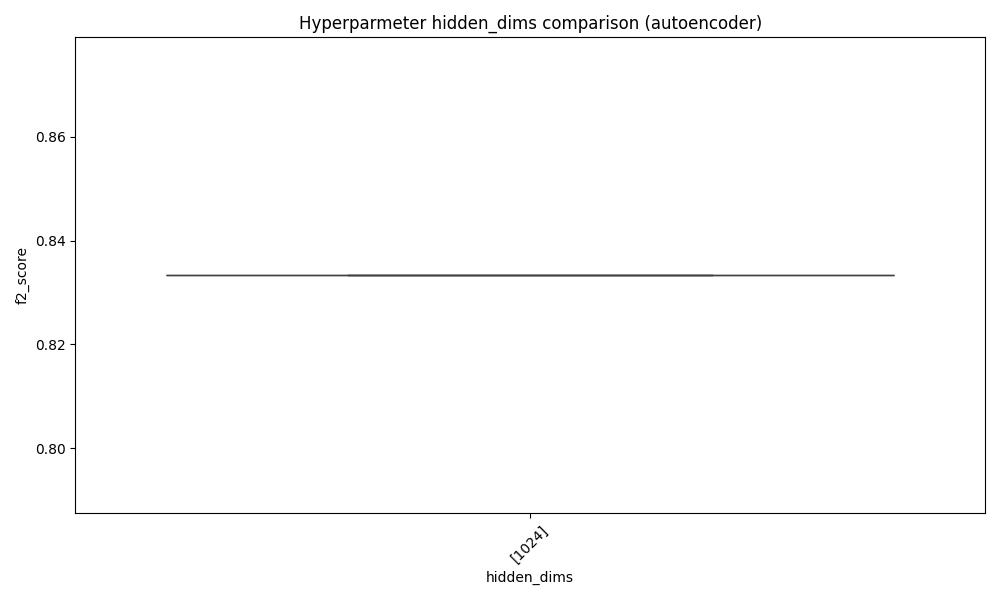 Hyperparmeter hidden_dims comparison (autoencoder)
0.86
0.84
0.82
0.80
f2_score
[1024]
hidden_dims